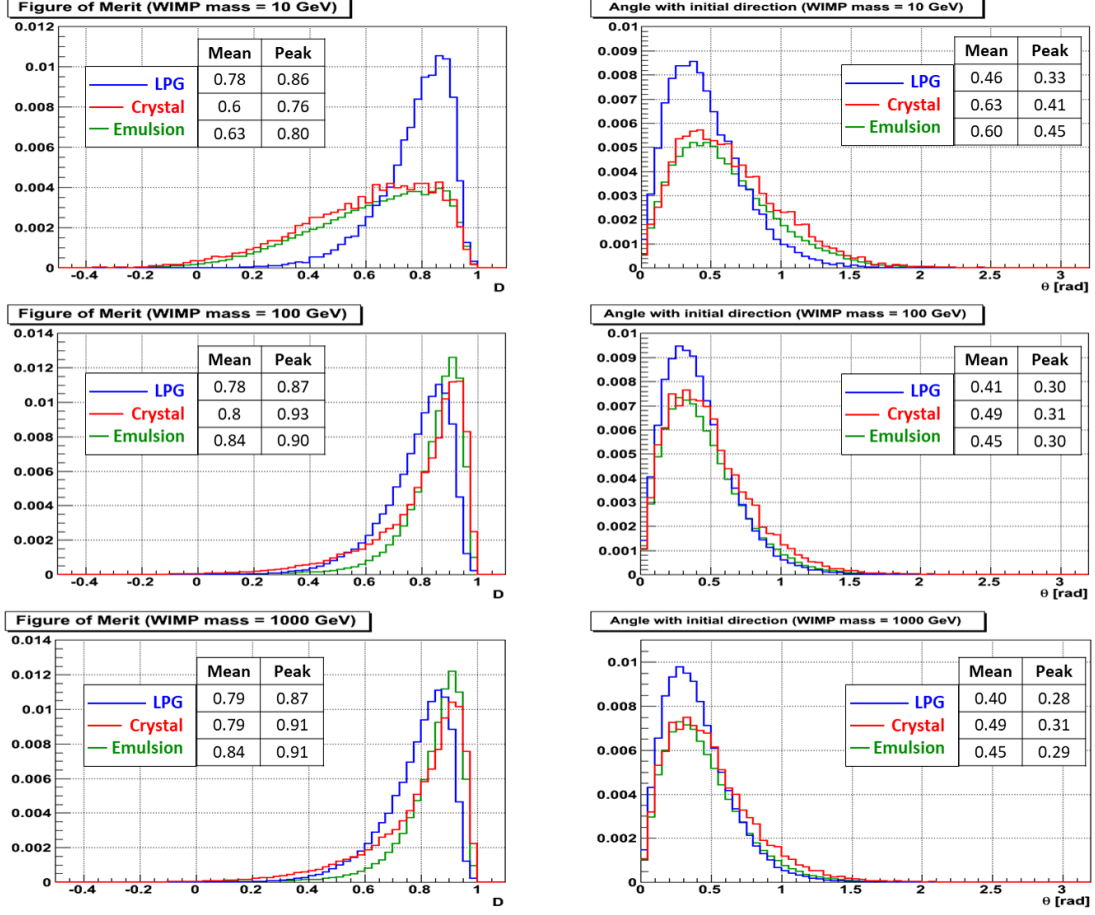 Figure of Merit (WIMP mass = 10 GeV)
0.012
0.01
0.008
0.006
0.004
0.002
0
-0.4 -0.2 0 0.2 0.4 0.6 0.8 1
D
Mean Peak
LPG 0.78 0.86
Crystal 0.6 0.76
Emulsion 0.63 0.80
Angle with initial direction (WIMP mass = 10 GeV)
0.01
0.009
0.008
0.007
0.006
0.005
0.004
0.003
0.002
0.001
0
0 0.5 1 1.5 2 2.5 3
θ [rad]
Mean Peak
LPG 0.46 0.33
Crystal 0.63 0.41
Emulsion 0.60 0.45
Figure of Merit (WIMP mass = 100 GeV)
0.014
0.012
0.01
0.008
0.006
0.004
0.002
0
-0.4 -0.2 0 0.2 0.4 0.6 0.8 1
D
Mean Peak
LPG 0.78 0.87
Crystal 0.8 0.93
Emulsion 0.84 0.90
Angle with initial direction (WIMP mass = 100 GeV)
0.01
0.009
0.008
0.007
0.006
0.005
0.004
0.003
0.002
0.001
0
0 0.5 1 1.5 2 2.5 3
θ [rad]
Mean Peak
LPG 0.41 0.30
Crystal 0.49 0.31
Emulsion 0.45 0.30
Figure of Merit (WIMP mass = 1000 GeV)
0.014
0.012
0.01
0.008
0.006
0.004
0.002
0
-0.4 -0.2 0 0.2 0.4 0.6 0.8 1
D
Mean Peak
LPG 0.79 0.87
Crystal 0.79 0.91
Emulsion 0.84 0.91
Angle with initial direction (WIMP mass = 1000 GeV)
0.01
0.008
0.006
0.004
0.002
0
0 0.5 1 1.5 2 2.5 3
θ [rad]
Mean Peak
LPG 0.40 0.28
Crystal 0.49 0.31
Emulsion 0.45 0.29